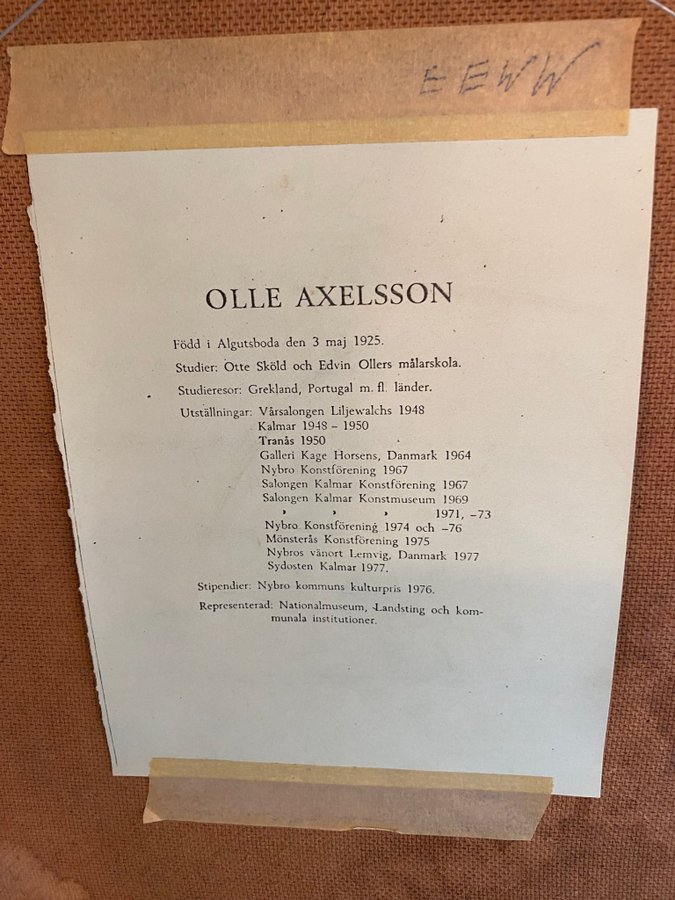 EEWW
OLLE AXELSSON
Född i Algutsboda den 3 maj 1925.
Studier: Otte Sköld och Edvin Ollers målarskola.
Studieresor: Grekland, Portugal m. fl. länder.
Utställningar: Vårsalongen Liljewalchs 1948
Kalmar 1948 – 1950
Tranås 1950
Galleri Kage Horsens, Danmark 1964
Nybro Konstförening 1967
Salongen Kalmar Konstförening 1967
Salongen Kalmar Konstmuseum 1969
› › › 1971, –73
Nybro Konstförening 1974 och –76
Mönsterås Konstförening 1975
Nybros vänort Lemvig, Danmark 1977
Sydosten Kalmar 1977.
Stipendier: Nybro kommuns kulturpris 1976.
Representerad: Nationalmuseum, Landsting och kom-
munala institutioner.